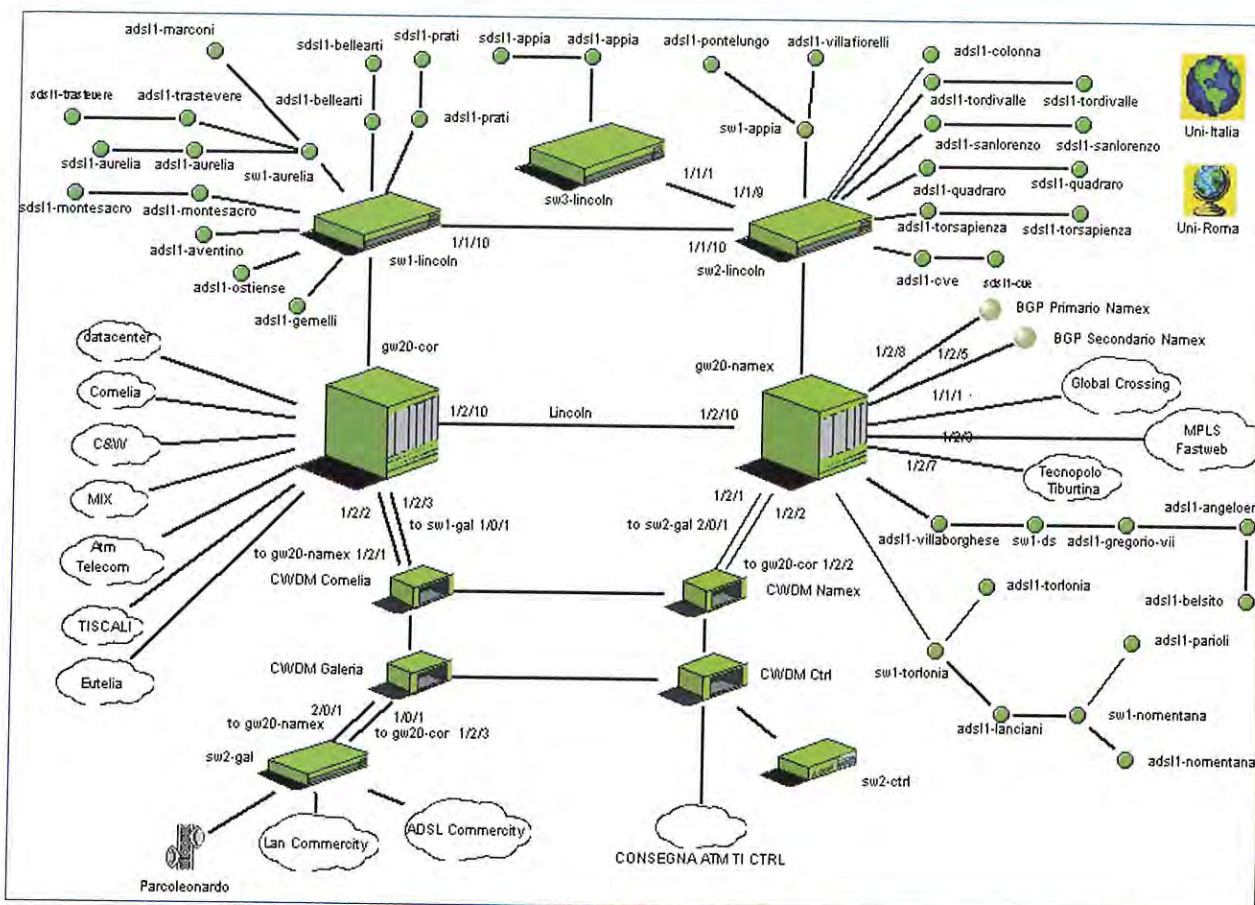 adsl1-marconi
sdsl1-bellearti
sdsl1-prati
sdsl1-appia
adsl1-appia
adsl1-pontelungo
adsl1-villafiorelli
adsl1-colonna
sdsl1-trastevere
adsl1-trastevere
adsl1-bellearti
adsl1-prati
adsl1-tordivalle
sdsl1-tordivalle
sw1-appia
Uni-Italia
sdsl1-aurelia
adsl1-aurelia
sw1-aurelia
adsl1-sanlorenzo
sdsl1-sanlorenzo
1/1/1
1/1/9
sw3-lincoln
adsl1-quadraro
sdsl1-quadraro
sdsl1-montesacro
adsl1-montesacro
Uni-Roma
adsl1-aventino
1/1/10
sw1-lincoln
1/1/10
sw2-lincoln
adsl1-torsapienza
sdsl1-torsapienza
adsl1-ostiense
adsl1-cve
sdsl1-cue
adsl1-gemelli
BGP Primario Namex
datacenter
gw20-cor
gw20-namex
1/2/8
1/2/5
BGP Secondario Namex
Cornelia
Global Crossing
1/1/1
1/2/10
Lincoln
1/2/10
C&W
1/2/3
MPLS
Fastweb
1/2/7
Tecnopolo
Tiburtina
MIX
1/2/2
1/2/3
to sw1-gal 1/0/1
1/2/1
to sw2-gal 2/0/1
1/2/2
adsl1-angeloer
adsl1-villaborghese
sw1-ds
adsl1-gregorio-vii
Atm
Telecom
to gw20-namex 1/2/1
CWDM Cornelia
to gw20-cor 1/2/2
CWDM Namex
adsl1-torlonia
adsl1-belsito
TISCALI
adsl1-parioli
Eutelia
CWDM Galeria
CWDM Ctrl
sw1-torlonia
2/0/1
to gw20-namex
1/0/1
to gw20-cor 1/2/3
adsl1-lanciani
sw1-nomentana
sw2-gal
sw2-ctrl
adsl1-nomentana
Lan Commercity
ADSL Commercity
CONSEGNA ATM TI CTRL
Parcoleonardo